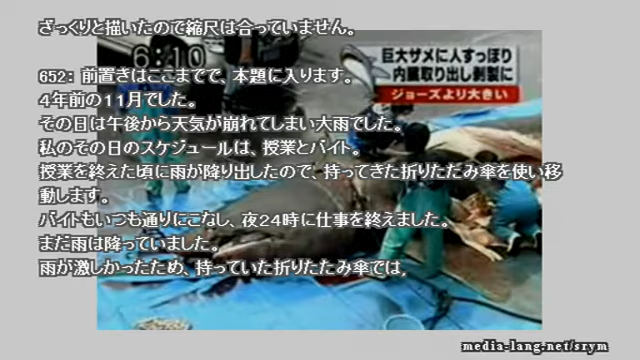 ざっくりと描いたので縮尺は合っていません。
6:10
巨大サメに人すっぽり
内臓取り出し剥製に
ジョーズより大きい
652: 前置きはここまでで、本題に入ります。
4年前の11月でした。
その日は午後から天気が崩れてしまい大雨でした。
私のその日のスケジュールは、授業とバイト。
授業を終えた頃に雨が降り出したので、持ってきた折りたたみ傘を使い移
動します。
バイトもいつも通りにこなし、夜24時に仕事を終えました。
まだ雨は降っていました。
雨が激しかったため、持っていた折りたたみ傘では,
media-lang.net/srym